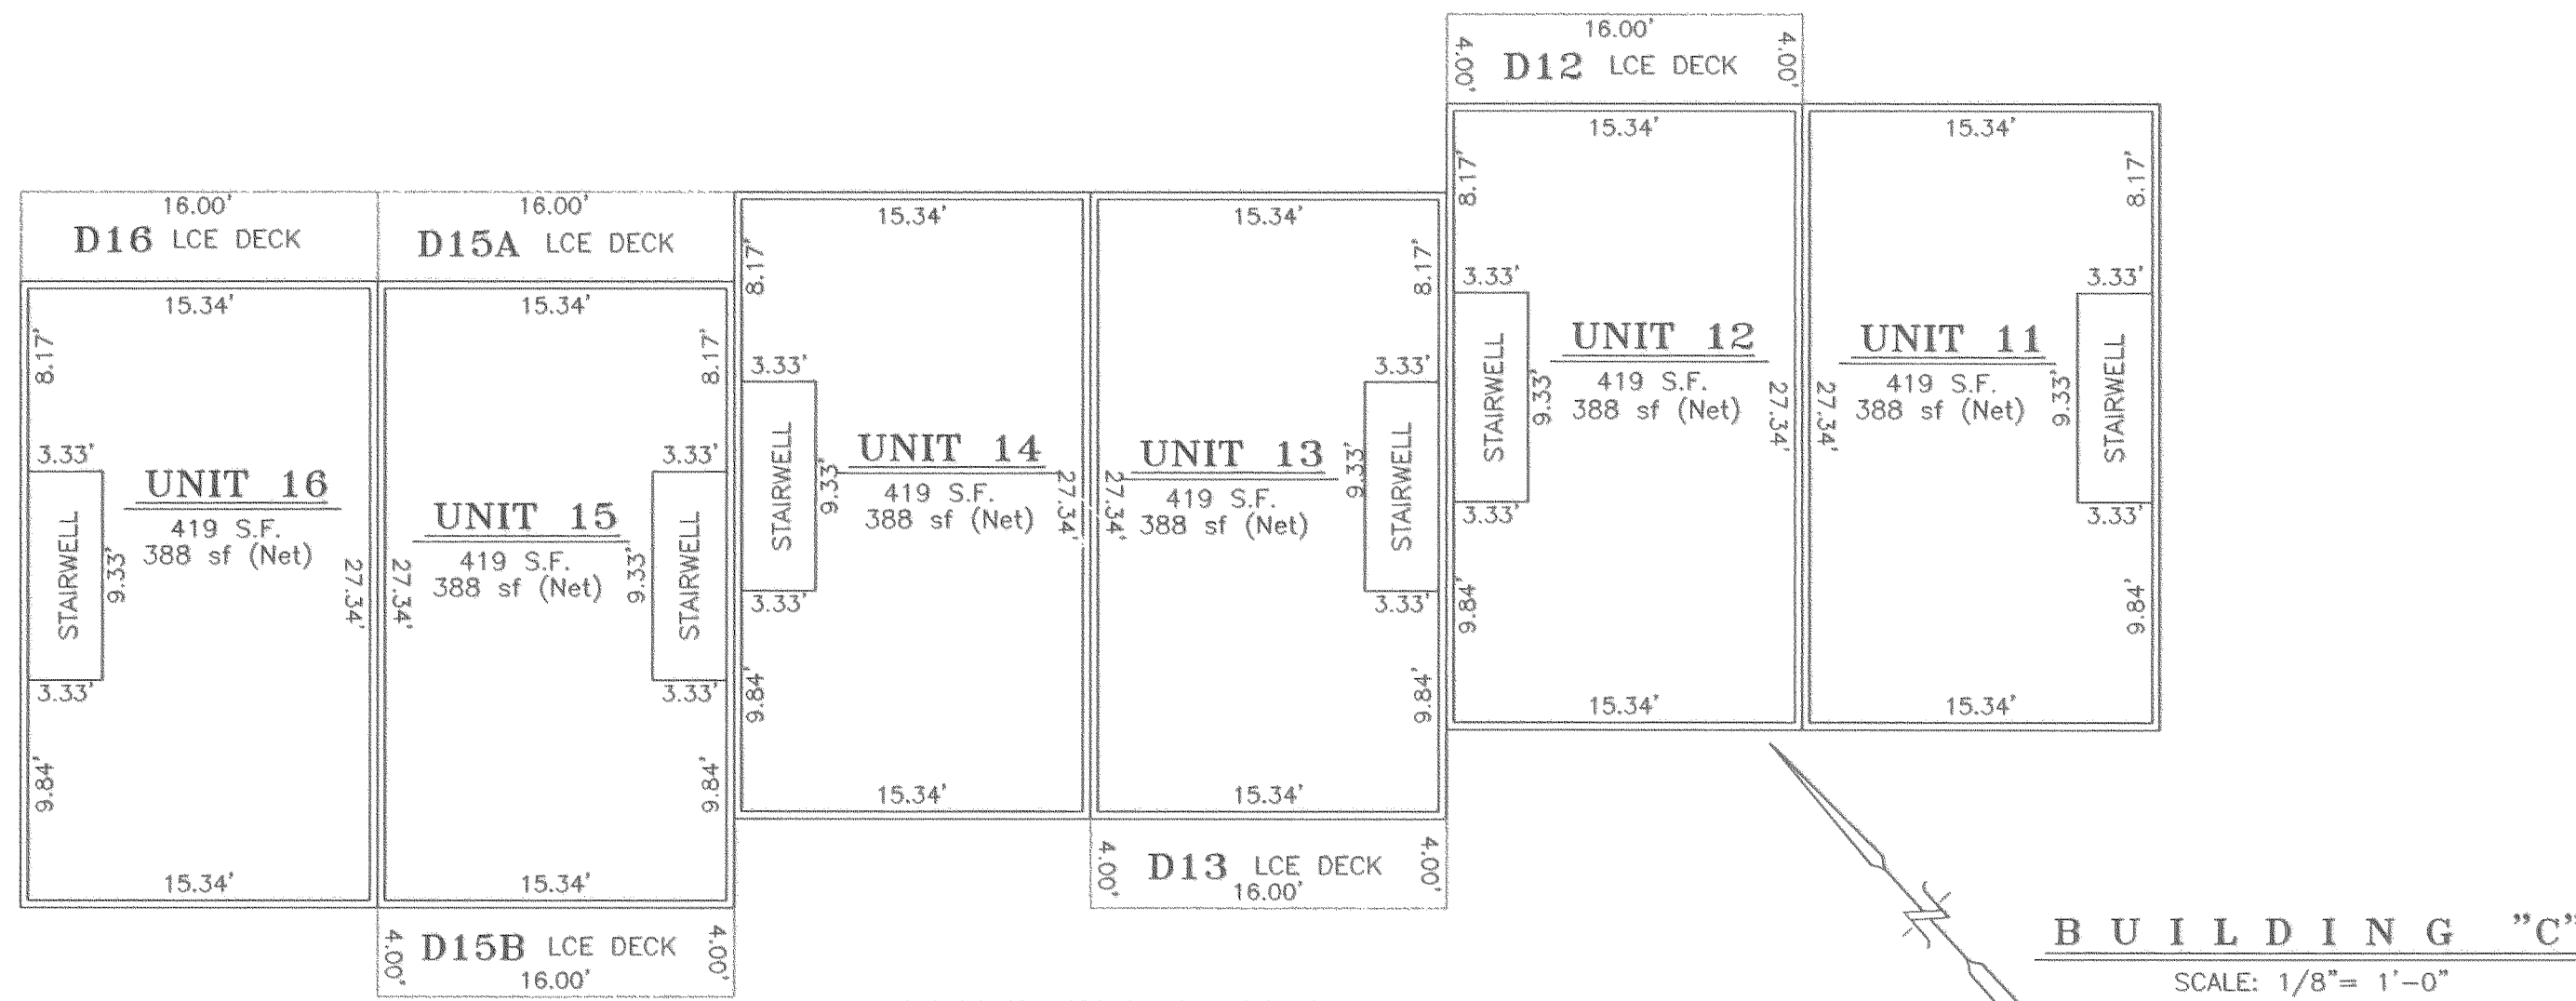 16.00'
4.00'
D12 LCE DECK
4.00'
15.34'
8.17'
3.33'
STAIRWELL
9.33'
UNIT 12
419 S.F.
388 sf (Net)
27.34'
3.33'
9.84'
15.34'
15.34'
8.17'
3.33'
27.34'
UNIT 11
419 S.F.
388 sf (Net)
9.33'
STAIRWELL
3.33'
9.84'
15.34'
16.00'
D16 LCE DECK
15.34'
8.17'
3.33'
STAIRWELL
9.33'
UNIT 16
419 S.F.
388 sf (Net)
27.34'
3.33'
9.84'
15.34'
16.00'
D15A LCE DECK
15.34'
8.17'
3.33'
27.34'
UNIT 15
419 S.F.
388 sf (Net)
9.33'
STAIRWELL
3.33'
9.84'
15.34'
4.00'
D15B LCE DECK
4.00'
16.00'
15.34'
8.17'
3.33'
STAIRWELL
9.33'
UNIT 14
419 S.F.
388 sf (Net)
27.34'
3.33'
9.84'
15.34'
15.34'
8.17'
3.33'
27.34'
UNIT 13
419 S.F.
388 sf (Net)
9.33'
STAIRWELL
3.33'
9.84'
15.34'
4.00'
D13 LCE DECK
4.00'
16.00'
N
BUILDING "C"
SCALE: 1/8"= 1'-0"